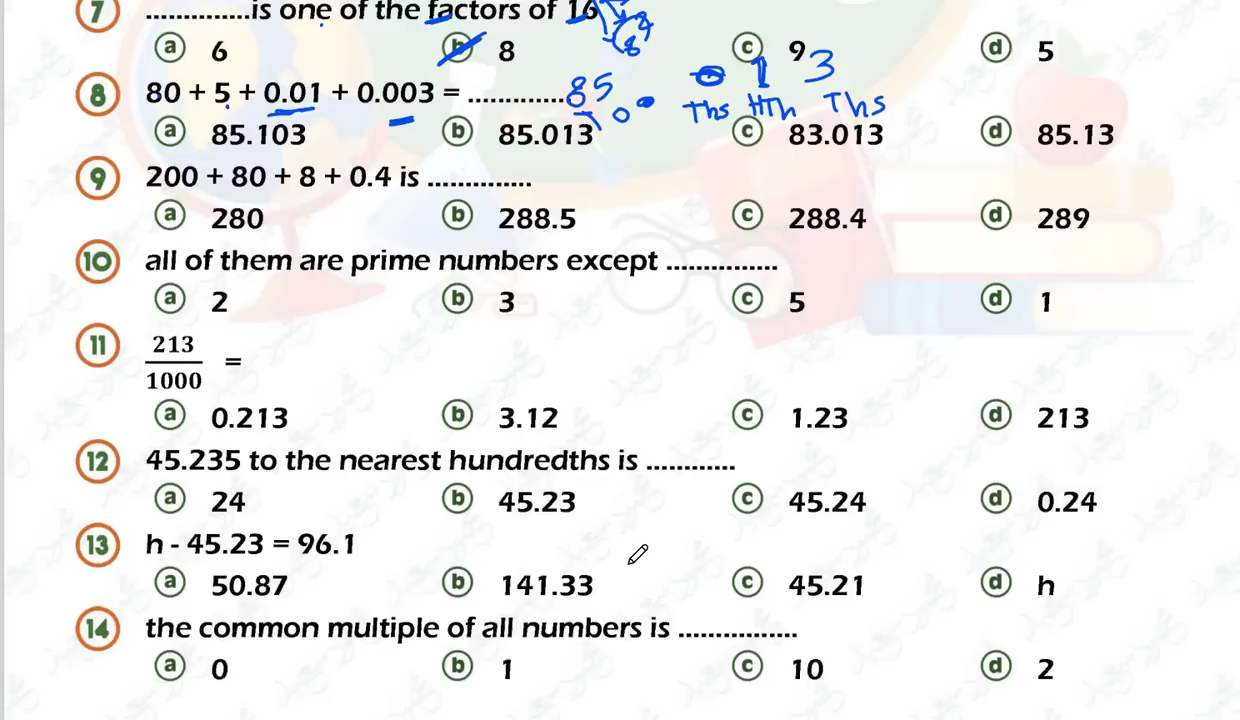 7 ..............is one of the factors of 16
a 6 b 8 c 9 d 5
8 80 + 5 + 0.01 + 0.003 = .............85
0 1 3
Ths HTh Ths
a 85.103 b 85.013 c 83.013 d 85.13
9 200 + 80 + 8 + 0.4 is ..............
a 280 b 288.5 c 288.4 d 289
10 all of them are prime numbers except ...............
a 2 b 3 c 5 d 1
11 213/1000 =
a 0.213 b 3.12 c 1.23 d 213
12 45.235 to the nearest hundredths is ............
a 24 b 45.23 c 45.24 d 0.24
13 h - 45.23 = 96.1
a 50.87 b 141.33 c 45.21 d h
14 the common multiple of all numbers is ................
a 0 b 1 c 10 d 2